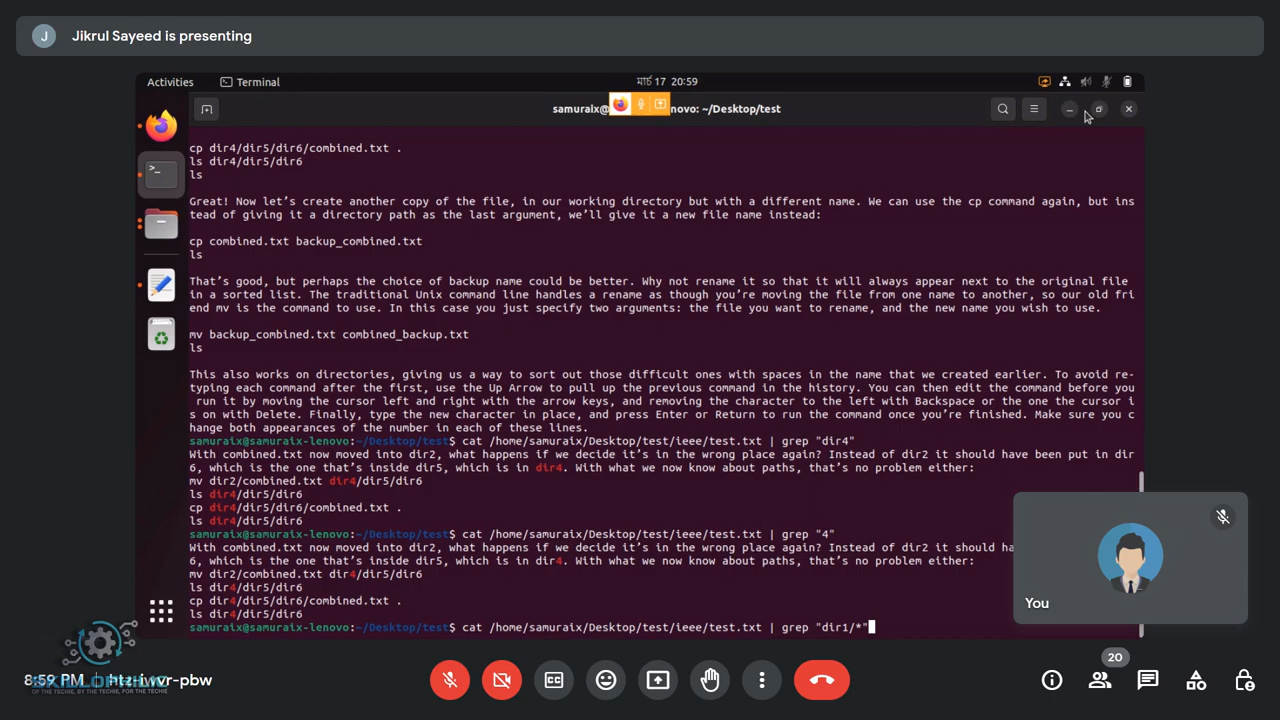 J Jikrul Sayeed is presenting
Activities Terminal মার্চ 17 20:59
samuraix@ novo: ~/Desktop/test
cp dir4/dir5/dir6/combined.txt .
ls dir4/dir5/dir6
ls
Great! Now let’s create another copy of the file, in our working directory but with a different name. We can use the cp command again, but ins
tead of giving it a directory path as the last argument, we’ll give it a new file name instead:
cp combined.txt backup_combined.txt
ls
That’s good, but perhaps the choice of backup name could be better. Why not rename it so that it will always appear next to the original file
in a sorted list. The traditional Unix command line handles a rename as though you’re moving the file from one name to another, so our old fri
end mv is the command to use. In this case you just specify two arguments: the file you want to rename, and the new name you wish to use.
mv backup_combined.txt combined_backup.txt
ls
This also works on directories, giving us a way to sort out those difficult ones with spaces in the name that we created earlier. To avoid re-
typing each command after the first, use the Up Arrow to pull up the previous command in the history. You can then edit the command before you
run it by moving the cursor left and right with the arrow keys, and removing the character to the left with Backspace or the one the cursor i
s on with Delete. Finally, type the new character in place, and press Enter or Return to run the command once you’re finished. Make sure you c
hange both appearances of the number in each of these lines.
samuraix@samuraix-lenovo:~/Desktop/test$ cat /home/samuraix/Desktop/test/ieee/test.txt | grep "dir4"
With combined.txt now moved into dir2, what happens if we decide it’s in the wrong place again? Instead of dir2 it should have been put in dir
6, which is the one that’s inside dir5, which is in dir4. With what we now know about paths, that’s no problem either:
mv dir2/combined.txt dir4/dir5/dir6
ls dir4/dir5/dir6
cp dir4/dir5/dir6/combined.txt .
ls dir4/dir5/dir6
samuraix@samuraix-lenovo:~/Desktop/test$ cat /home/samuraix/Desktop/test/ieee/test.txt | grep "4"
With combined.txt now moved into dir2, what happens if we decide it’s in the wrong place again? Instead of dir2 it should ha
6, which is the one that’s inside dir5, which is in dir4. With what we now know about paths, that’s no problem either:
mv dir2/combined.txt dir4/dir5/dir6
ls dir4/dir5/dir6
cp dir4/dir5/dir6/combined.txt .
ls dir4/dir5/dir6
samuraix@samuraix-lenovo:~/Desktop/test$ cat /home/samuraix/Desktop/test/ieee/test.txt | grep "dir1/*"
You
20
8:59 PM
OF THE TECHIE, BY THE TECHIE, FOR THE TECHIE